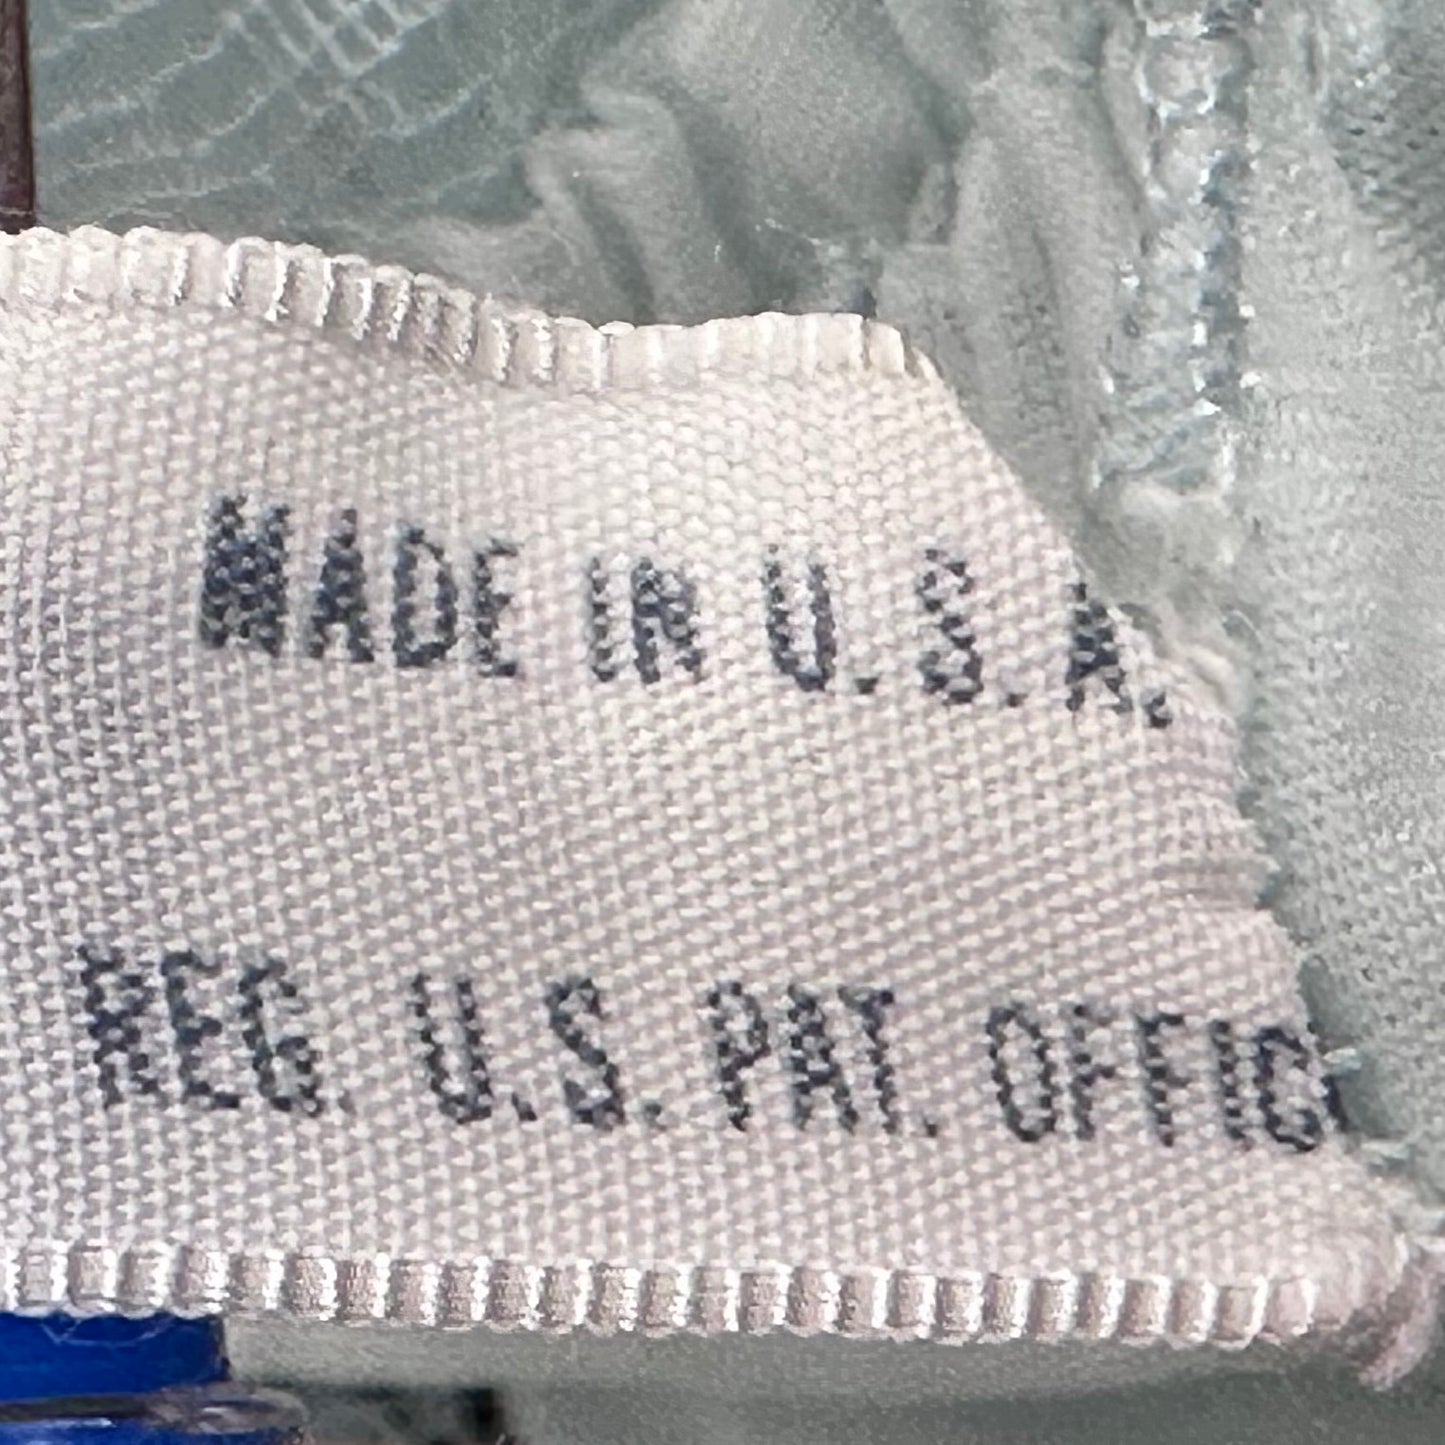 MADE IN U.S.A.
REG. U.S. PAT. OFFIC